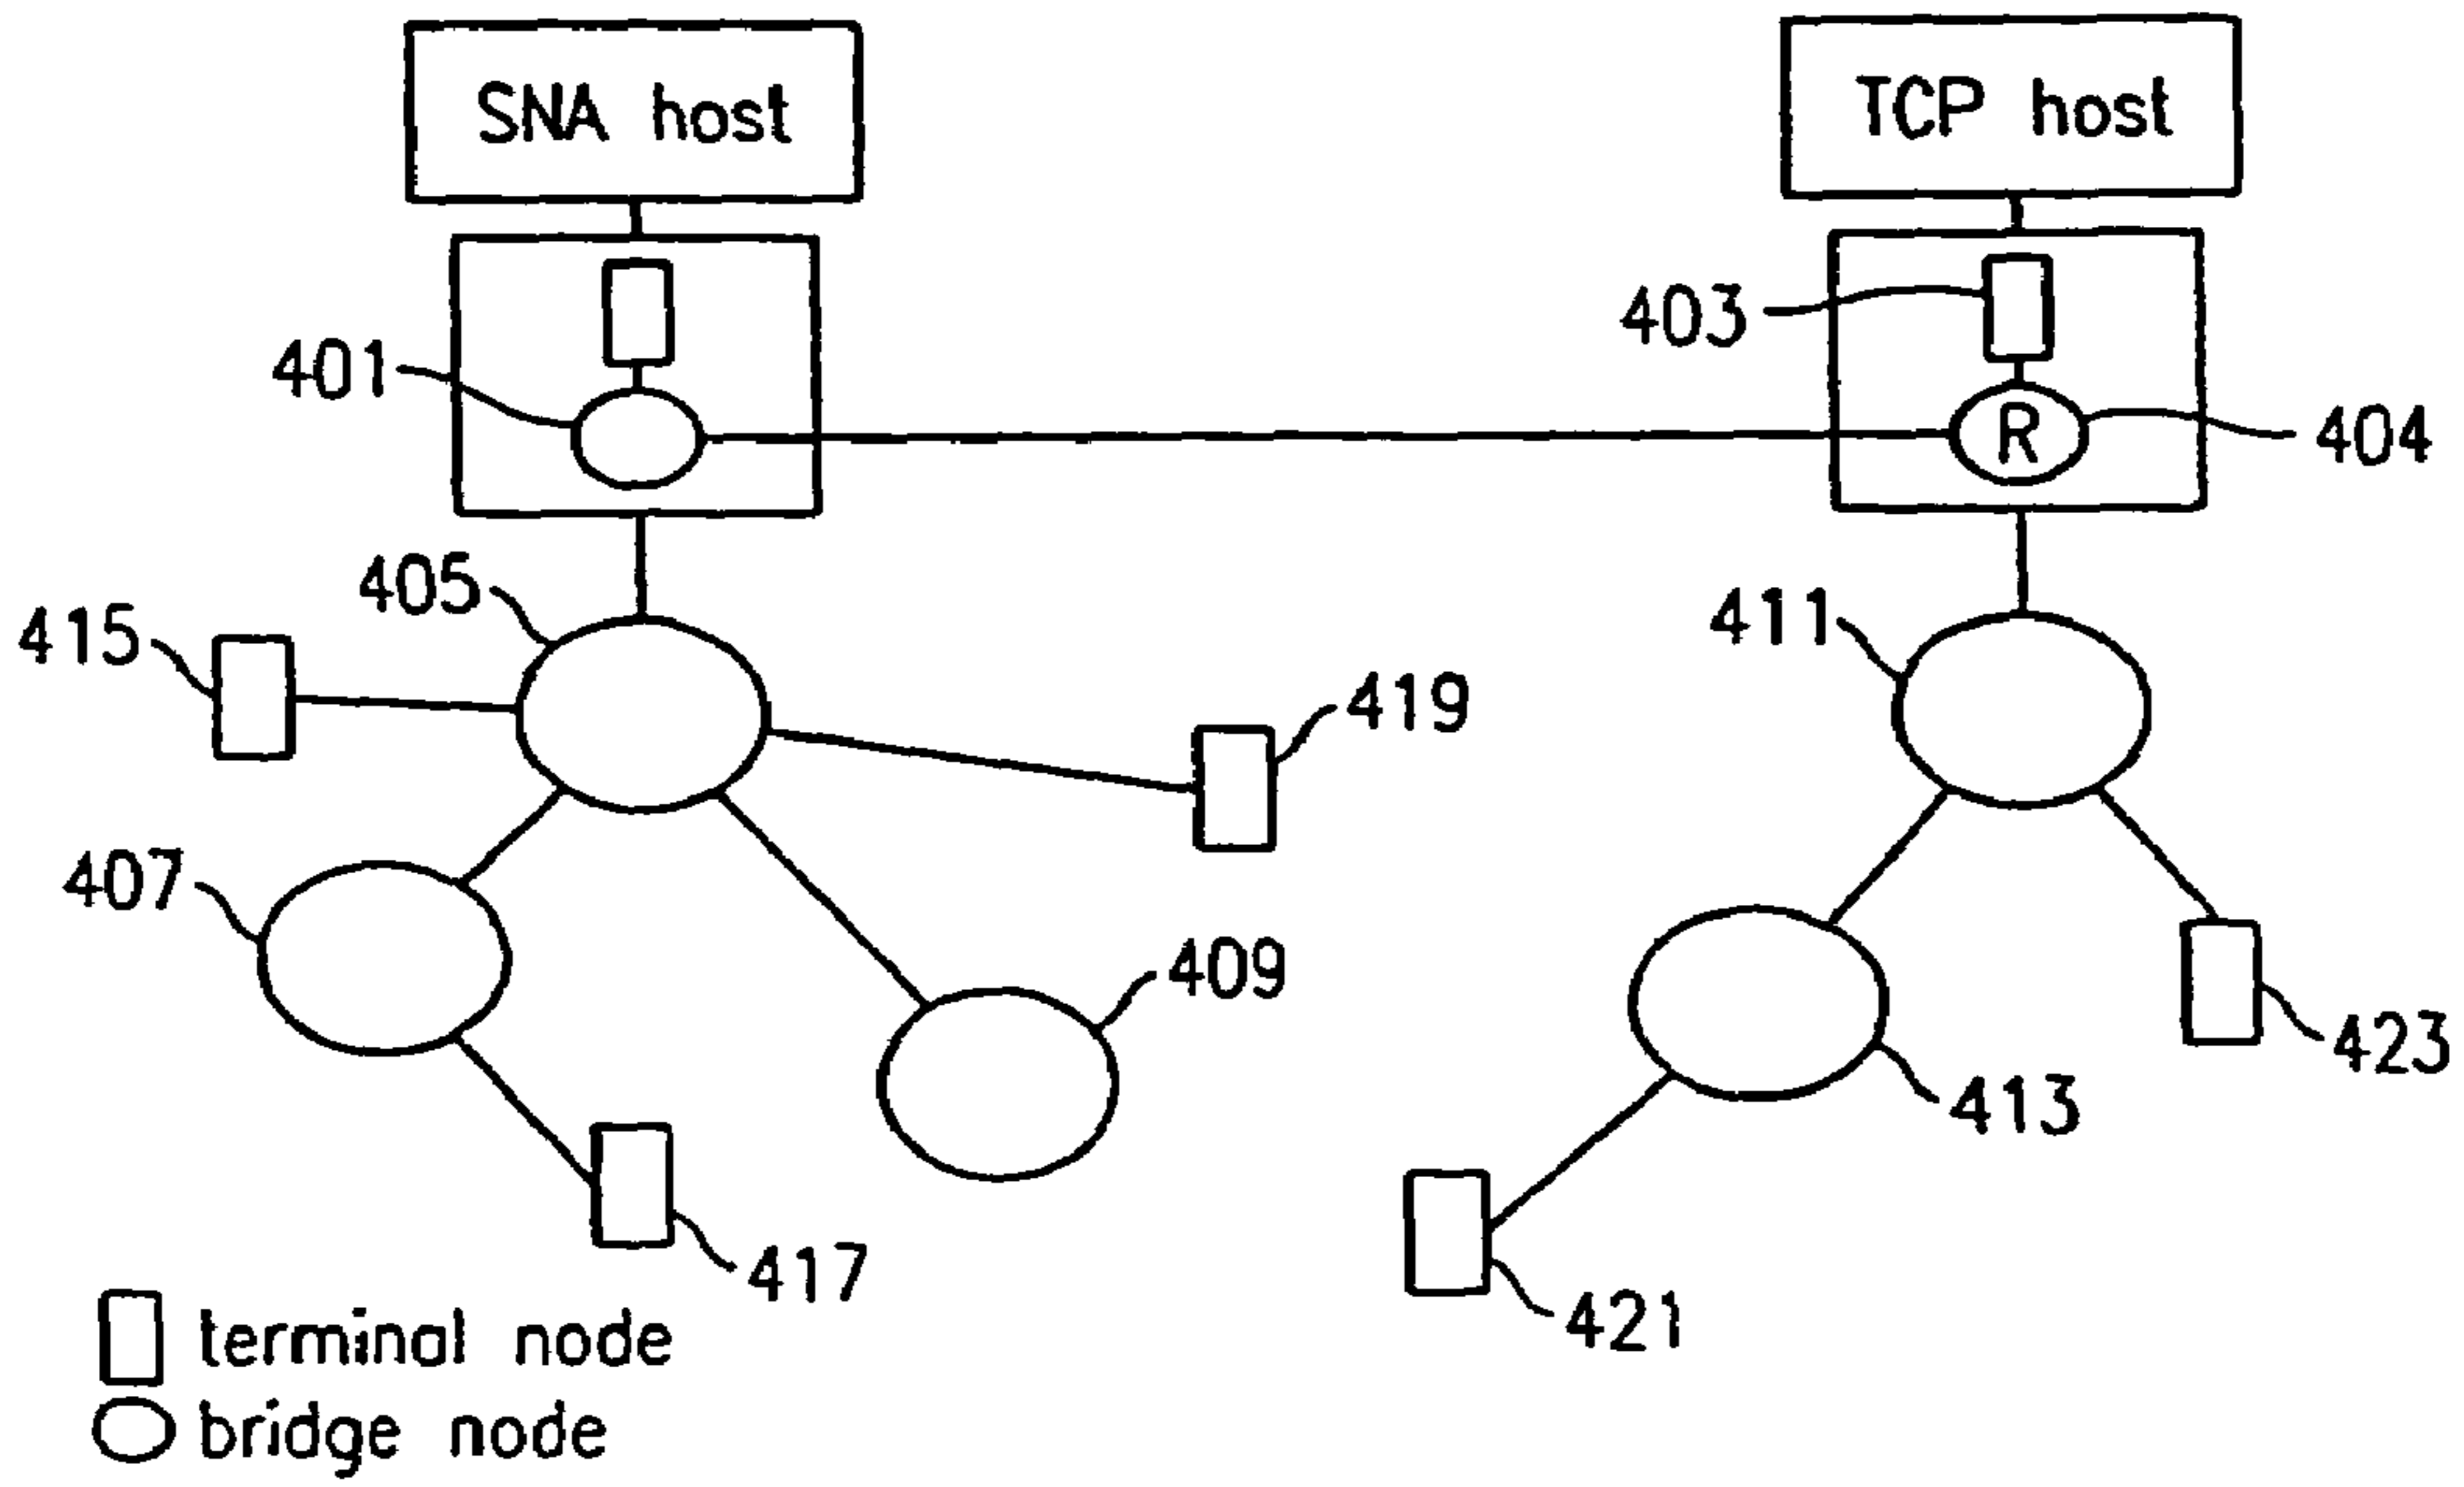 SNA host
TCP host
403
401
R
404
405
415
411
419
407
409
423
413
417
421
terminal node
bridge node